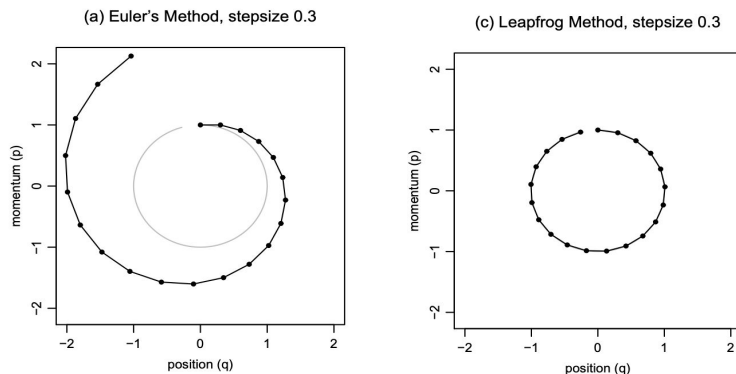 (a) Euler's Method, stepsize 0.3
momentum (p)
2
1
0
−1
−2
−2 −1 0 1 2
position (q)
(c) Leapfrog Method, stepsize 0.3
momentum (p)
2
1
0
−1
−2
−2 −1 0 1 2
position (q)